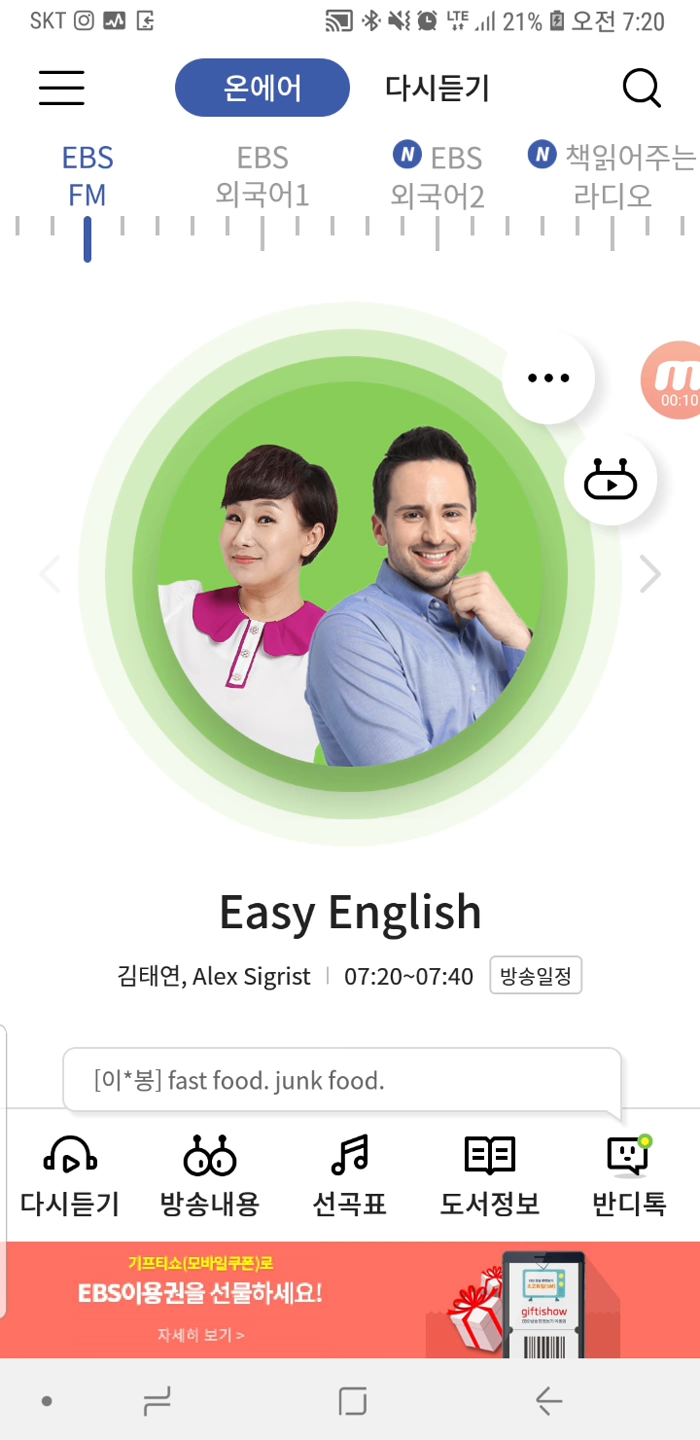 SKT LTE 21% 오전 7:20
온에어 다시듣기
EBS FM
EBS 외국어1
N EBS 외국어2
N 책읽어주는 라디오
m
00:10
Easy English
김태연, Alex Sigrist | 07:20~07:40 방송일정
[이*봉] fast food. junk food.
다시듣기 방송내용 선곡표 도서정보 반디톡
기프티쇼(모바일쿠폰)로
EBS이용권을 선물하세요!
자세히 보기 >
giftishow